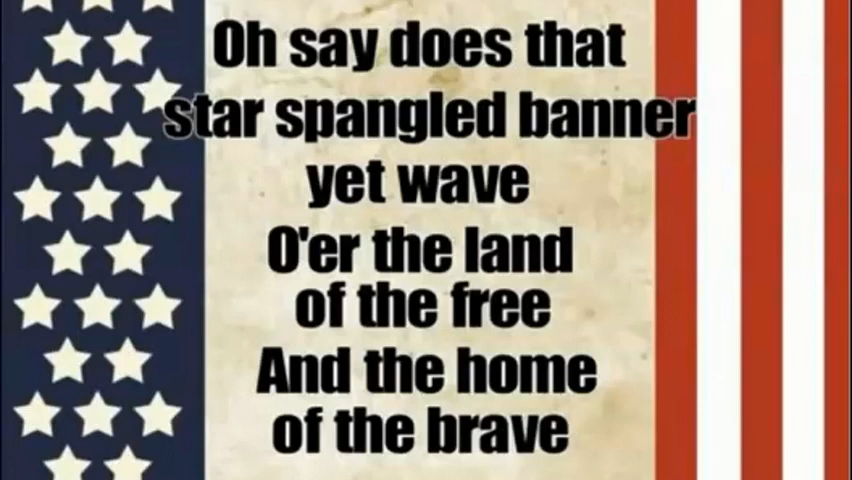 Oh say does that
star spangled banner
yet wave
O'er the land
of the free
And the home
of the brave